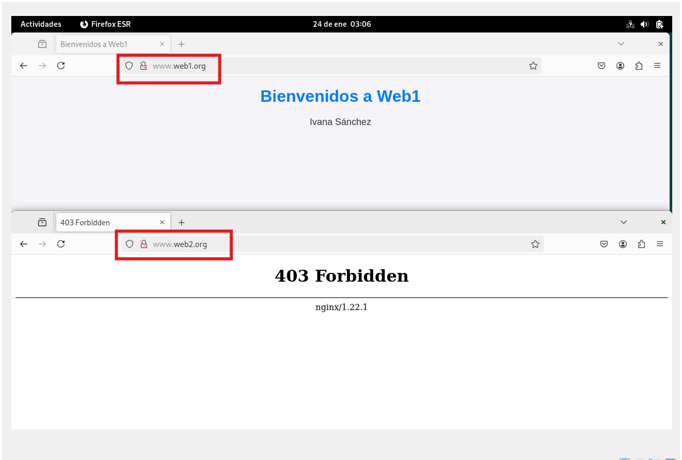 Actividades Firefox ESR 24 de ene 03:06
Bienvenidos a Web1
www.web1.org
Bienvenidos a Web1
Ivana Sánchez
403 Forbidden
www.web2.org
403 Forbidden
nginx/1.22.1